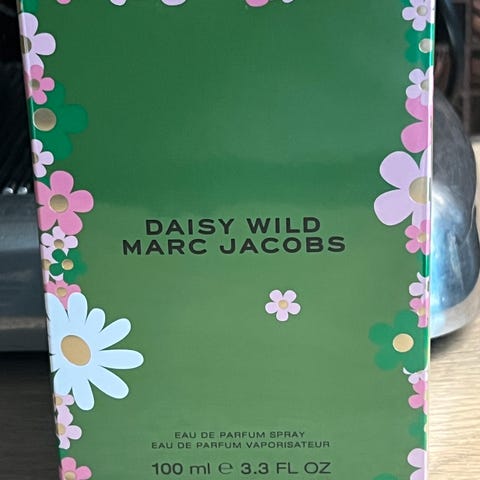 DAISY WILD
MARC JACOBS
EAU DE PARFUM SPRAY
EAU DE PARFUM VAPORISATEUR
100 ml ℮ 3.3 FL OZ